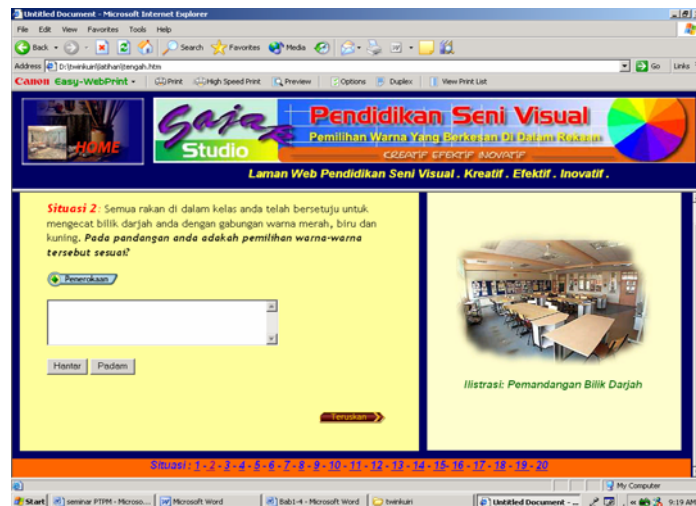 Untitled Document - Microsoft Internet Explorer
File Edit View Favorites Tools Help
Back Search Favorites Media
Address D:\twinkuiri\latihan\tengah.htm Go Links
Canon Easy-WebPrint Print High Speed Print Preview Options Duplex View Print List
HOME
Gajak
Studio
Pendidikan Seni Visual
Pemilihan Warna Yang Berkesan Di Dalam Rekaan
CREATIF EFEKTIF INOVATIF
Laman Web Pendidikan Seni Visual . Kreatif . Efektif . Inovatif .
Situasi 2: Semua rakan di dalam kelas anda telah bersetuju untuk
mengecat bilik darjah anda dengan gabungan warna merah, biru dan
kuning. Pada pandangan anda adakah pemilihan warna-warna
tersebut sesuai?
Penerokaan
Hantar Padam
Teruskan
Ilistrasi: Pemandangan Bilik Darjah
Situasi : 1 - 2 - 3 - 4 - 5 - 6 - 7 - 8 - 9 - 10 - 11 - 12 - 13 - 14 - 15- 16 - 17 - 18 - 19 - 20
My Computer
Start seminar PTPM - Microso... Microsoft Word Bab1-4 - Microsoft Word twinkuiri Untitled Document - ... 9:19 AM